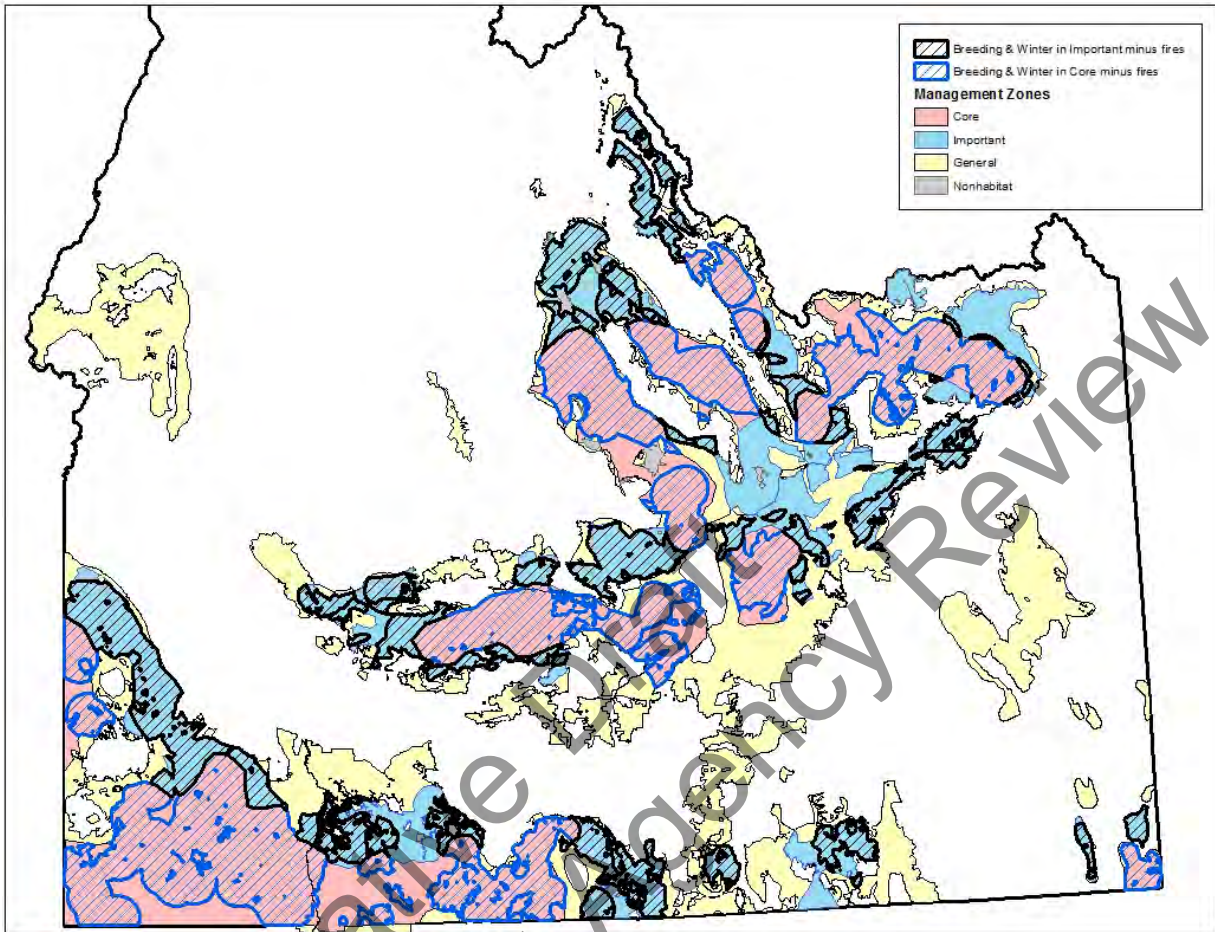 Breeding & Winter in Important minus fires
Breeding & Winter in Core minus fires
Management Zones
Core
Important
General
Nonhabitat
ative Draft
Agency Review